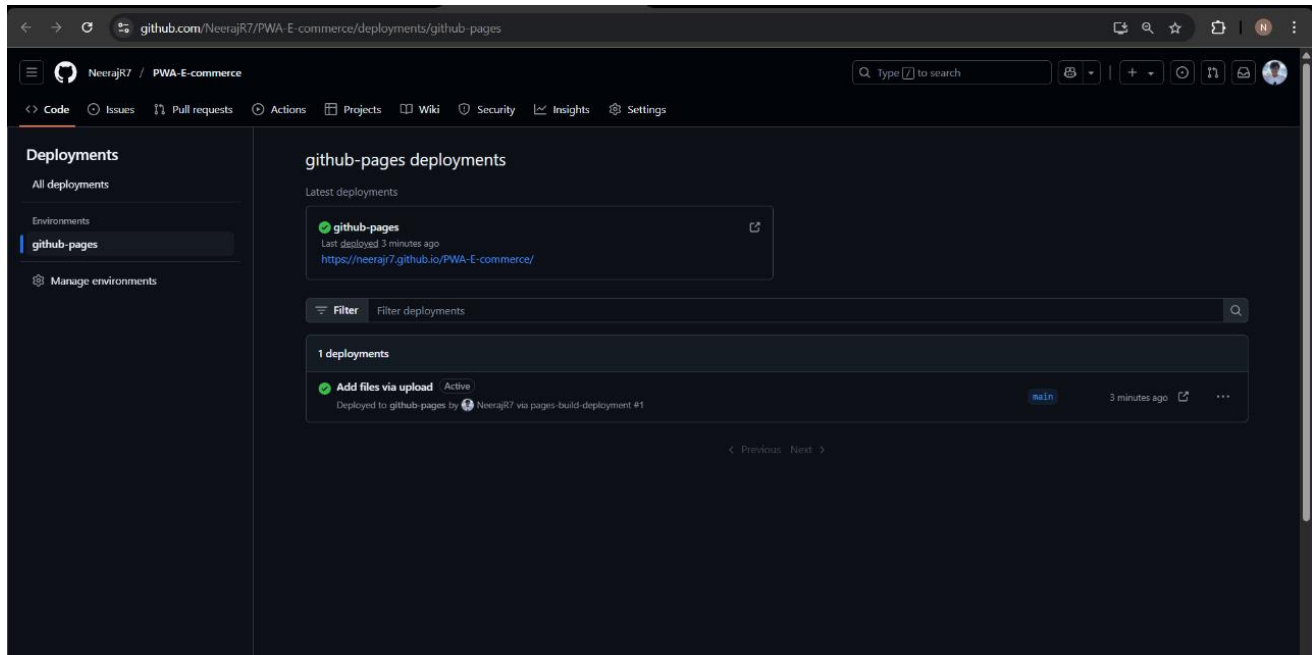 github.com/NeerajR7/PWA-E-commerce/deployments/github-pages
N
NeerajR7 / PWA-E-commerce
Type / to search
Code Issues Pull requests Actions Projects Wiki Security Insights Settings
Deployments
All deployments
Environments
github-pages
Manage environments
github-pages deployments
Latest deployments
github-pages
Last deployed 3 minutes ago
https://neerajr7.github.io/PWA-E-commerce/
Filter Filter deployments
1 deployments
Add files via upload Active
Deployed to github-pages by NeerajR7 via pages-build-deployment #1
main 3 minutes ago
Previous Next